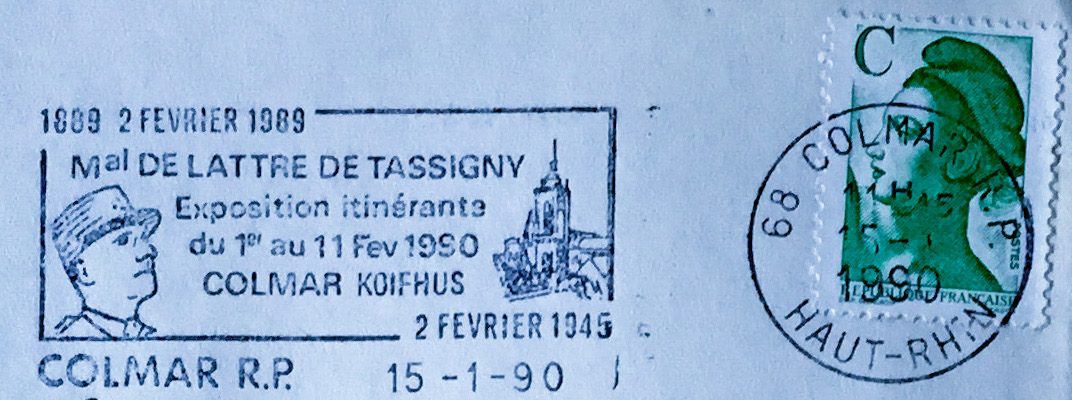 1889 2 FEVRIER 1989
Mal DE LATTRE DE TASSIGNY
Exposition itinérante
du 1er au 11 Fev 1990
COLMAR KOIFHUS
2 FEVRIER 1945
COLMAR R.P. 15-1-90
C
68 COLMAR R.P.
11H15
1990
HAUT-RHIN
POSTES
REPUBLIQUE FRANCAISE